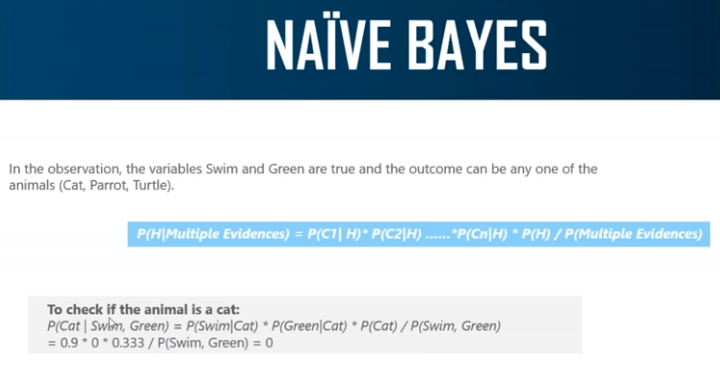 NAÏVE BAYES
In the observation, the variables Swim and Green are true and the outcome can be any one of the
animals (Cat, Parrot, Turtle).
P(H|Multiple Evidences) = P(C1| H)* P(C2|H) ......*P(Cn|H) * P(H) / P(Multiple Evidences)
To check if the animal is a cat:
P(Cat | Swim, Green) = P(Swim|Cat) * P(Green|Cat) * P(Cat) / P(Swim, Green)
= 0.9 * 0 * 0.333 / P(Swim, Green) = 0